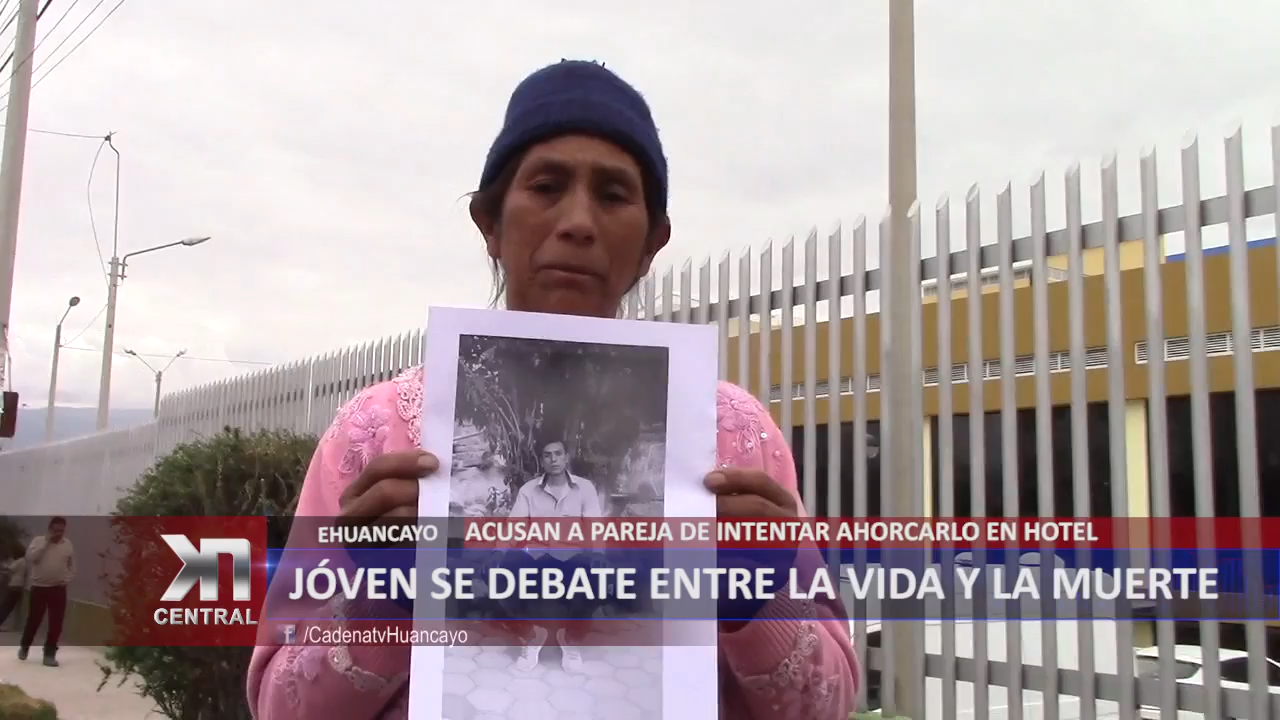 EHUANCAYO ACUSAN A PAREJA DE INTENTAR AHORCARLO EN HOTEL
JÓVEN SE DEBATE ENTRE LA VIDA Y LA MUERTE
KN
CENTRAL
f /CadenatvHuancayo